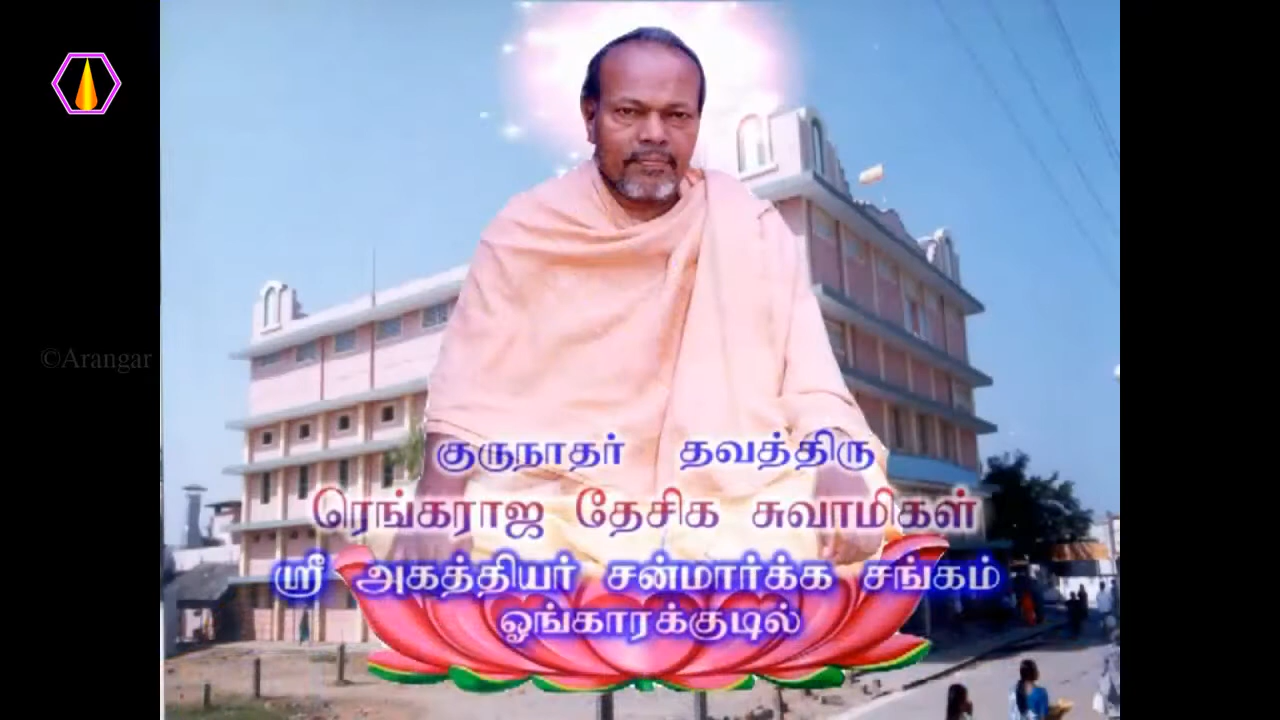 ©Arangar
குருநாதர் தவத்திரு
ரெங்கராஜ தேசிக சுவாமிகள்
ஸ்ரீ அகத்தியர் சன்மார்க்க சங்கம்
ஓங்காரக்குடில்